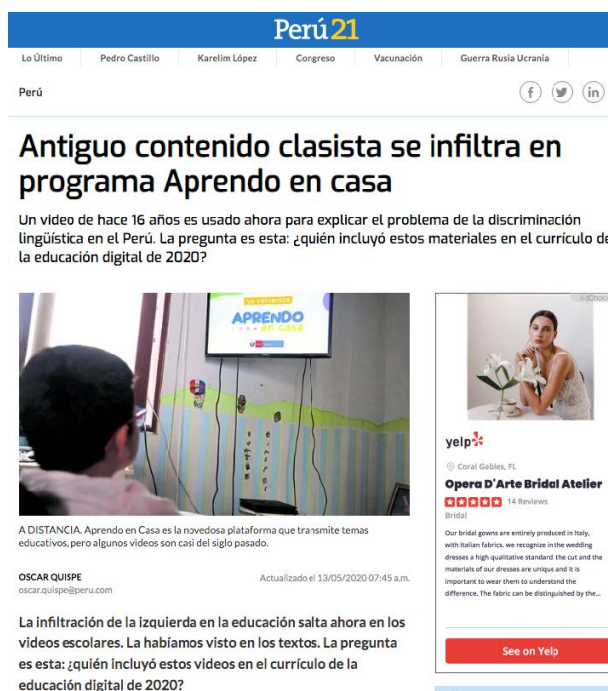 Perú21
Lo Último Pedro Castillo Karelim López Congreso Vacunación Guerra Rusia Ucrania
Perú
f in
Antiguo contenido clasista se infiltra en
programa Aprendo en casa
Un video de hace 16 años es usado ahora para explicar el problema de la discriminación
lingüística en el Perú. La pregunta es esta: ¿quién incluyó estos materiales en el currículo de
la educación digital de 2020?
ya volvemos
APRENDO
en casa
A DISTANCIA. Aprendo en Casa es la novedosa plataforma que transmite temas
educativos, pero algunos videos son casi del siglo pasado.
OSCAR QUISPE Actualizado el 13/05/2020 07:45 a.m.
oscar.quispe@peru.com
La infiltración de la izquierda en la educación salta ahora en los
videos escolares. La habíamos visto en los textos. La pregunta
es esta: ¿quién incluyó estos videos en el currículo de la
educación digital de 2020?
yelp
Coral Gables, FL
Opera D'Arte Bridal Atelier
14 Reviews
Bridal
Our bridal gowns are entirely produced in Italy,
with Italian fabrics. we recognize in the wedding
dresses a high qualitative standard the cut and the
materials of our dresses are unique and it is
important to wear them to understand the
difference. The fabric can be distinguished by the...
See on Yelp